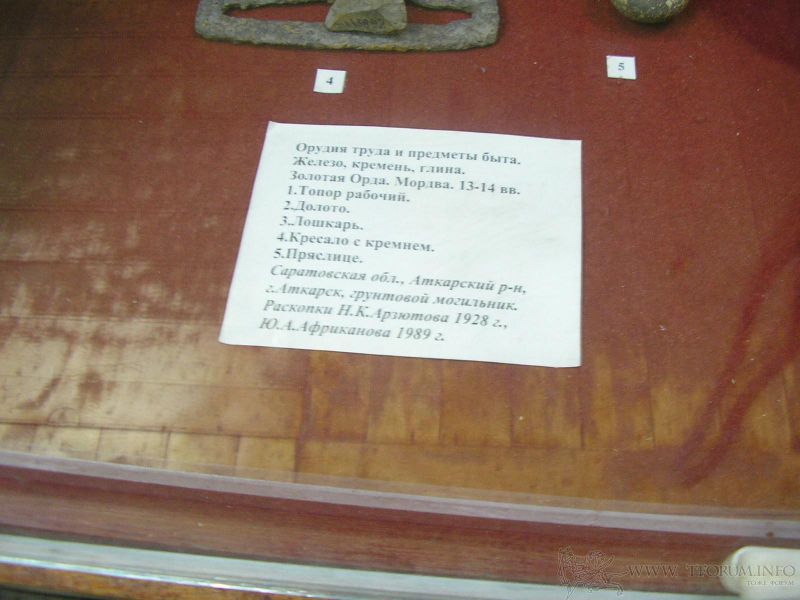 4
5
Орудия труда и предметы быта.
Железо, кремень, глина.
Золотая Орда. Мордва. 13-14 вв.
1.Топор рабочий.
2.Долото.
3.Лошкарь.
4.Кресало с кремнем.
5.Пряслице.
Саратовская обл., Аткарский р-н,
г.Аткарск, грунтовой могильник.
Раскопки Н.К.Арзютова 1928 г.,
Ю.А.Африканова 1989 г.
WWW.TFORUM.INFO
ТОЖЕ ФОРУМ